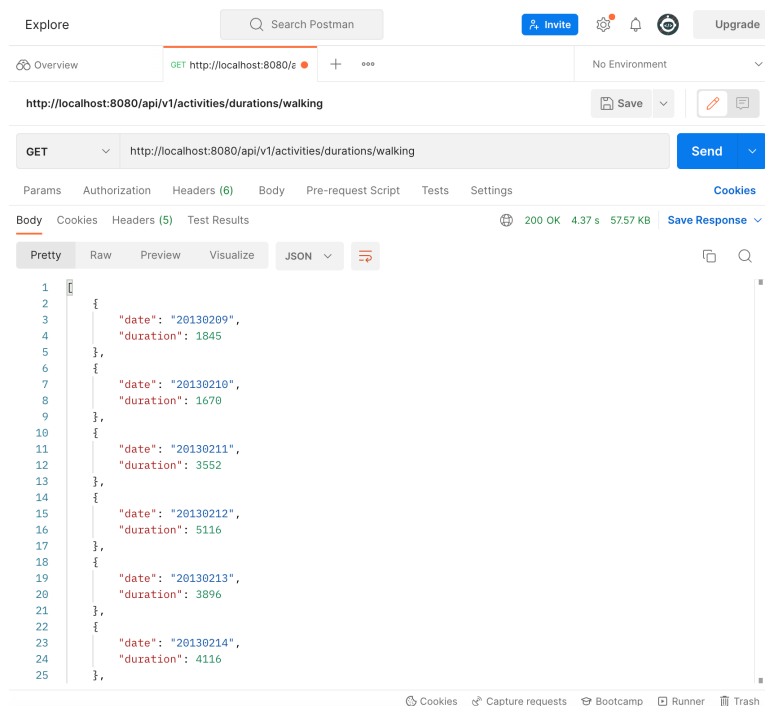 Explore
Search Postman
Invite
Upgrade
Overview
GET http://localhost:8080/a
No Environment
http://localhost:8080/api/v1/activities/durations/walking
Save
GET
http://localhost:8080/api/v1/activities/durations/walking
Send
Params Authorization Headers (6) Body Pre-request Script Tests Settings Cookies
Body Cookies Headers (5) Test Results 200 OK 4.37 s 57.57 KB Save Response
Pretty Raw Preview Visualize JSON
1 [
2 {
3 "date": "20130209",
4 "duration": 1845
5 },
6 {
7 "date": "20130210",
8 "duration": 1670
9 },
10 {
11 "date": "20130211",
12 "duration": 3552
13 },
14 {
15 "date": "20130212",
16 "duration": 5116
17 },
18 {
19 "date": "20130213",
20 "duration": 3896
21 },
22 {
23 "date": "20130214",
24 "duration": 4116
25 },
Cookies Capture requests Bootcamp Runner Trash